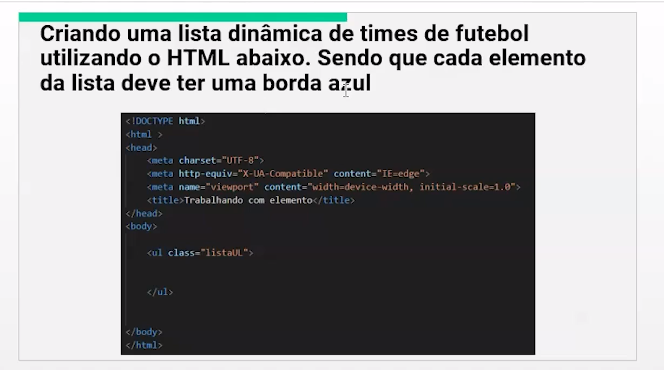 Criando uma lista dinâmica de times de futebol
utilizando o HTML abaixo. Sendo que cada elemento
da lista deve ter uma borda azul
<!DOCTYPE html>
<html >
<head>
<meta charset="UTF-8">
<meta http-equiv="X-UA-Compatible" content="IE=edge">
<meta name="viewport" content="width=device-width, initial-scale=1.0">
<title>Trabalhando com elemento</title>
</head>
<body>
<ul class="listaUL">
</ul>
</body>
</html>